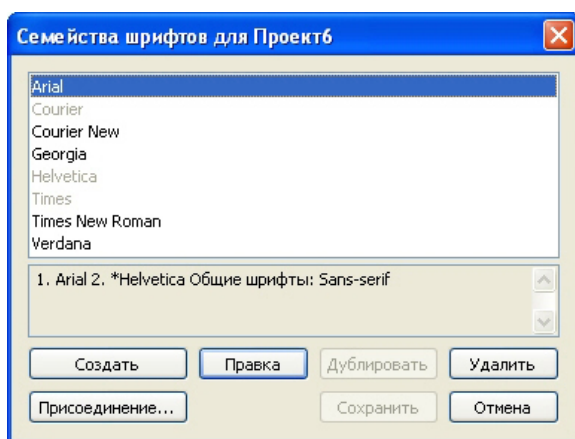 Семейства шрифтов для Проект6
Arial
Courier
Courier New
Georgia
Helvetica
Times
Times New Roman
Verdana
1. Arial 2. *Helvetica Общие шрифты: Sans-serif
Создать Правка Дублировать Удалить
Присоединение... Сохранить Отмена